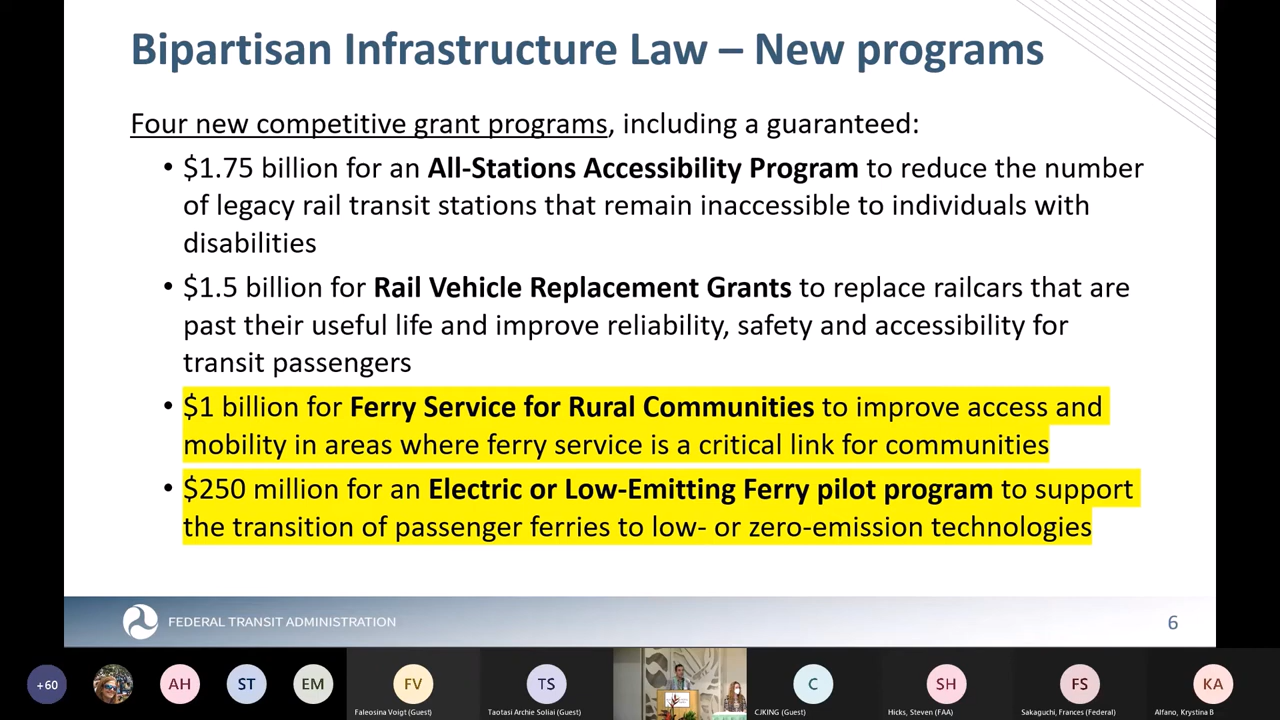 Bipartisan Infrastructure Law – New programs
Four new competitive grant programs, including a guaranteed:
• $1.75 billion for an All-Stations Accessibility Program to reduce the number
of legacy rail transit stations that remain inaccessible to individuals with
disabilities
• $1.5 billion for Rail Vehicle Replacement Grants to replace railcars that are
past their useful life and improve reliability, safety and accessibility for
transit passengers
• $1 billion for Ferry Service for Rural Communities to improve access and
mobility in areas where ferry service is a critical link for communities
• $250 million for an Electric or Low-Emitting Ferry pilot program to support
the transition of passenger ferries to low- or zero-emission technologies
FEDERAL TRANSIT ADMINISTRATION
6
+60
AH
ST
EM
FV
TS
C
SH
FS
KA
Faleosina Voigt (Guest)
Taotasi Archie Soliai (Guest)
CJKING (Guest)
Hicks, Steven (FAA)
Sakaguchi, Frances (Federal)
Alfano, Krystina B